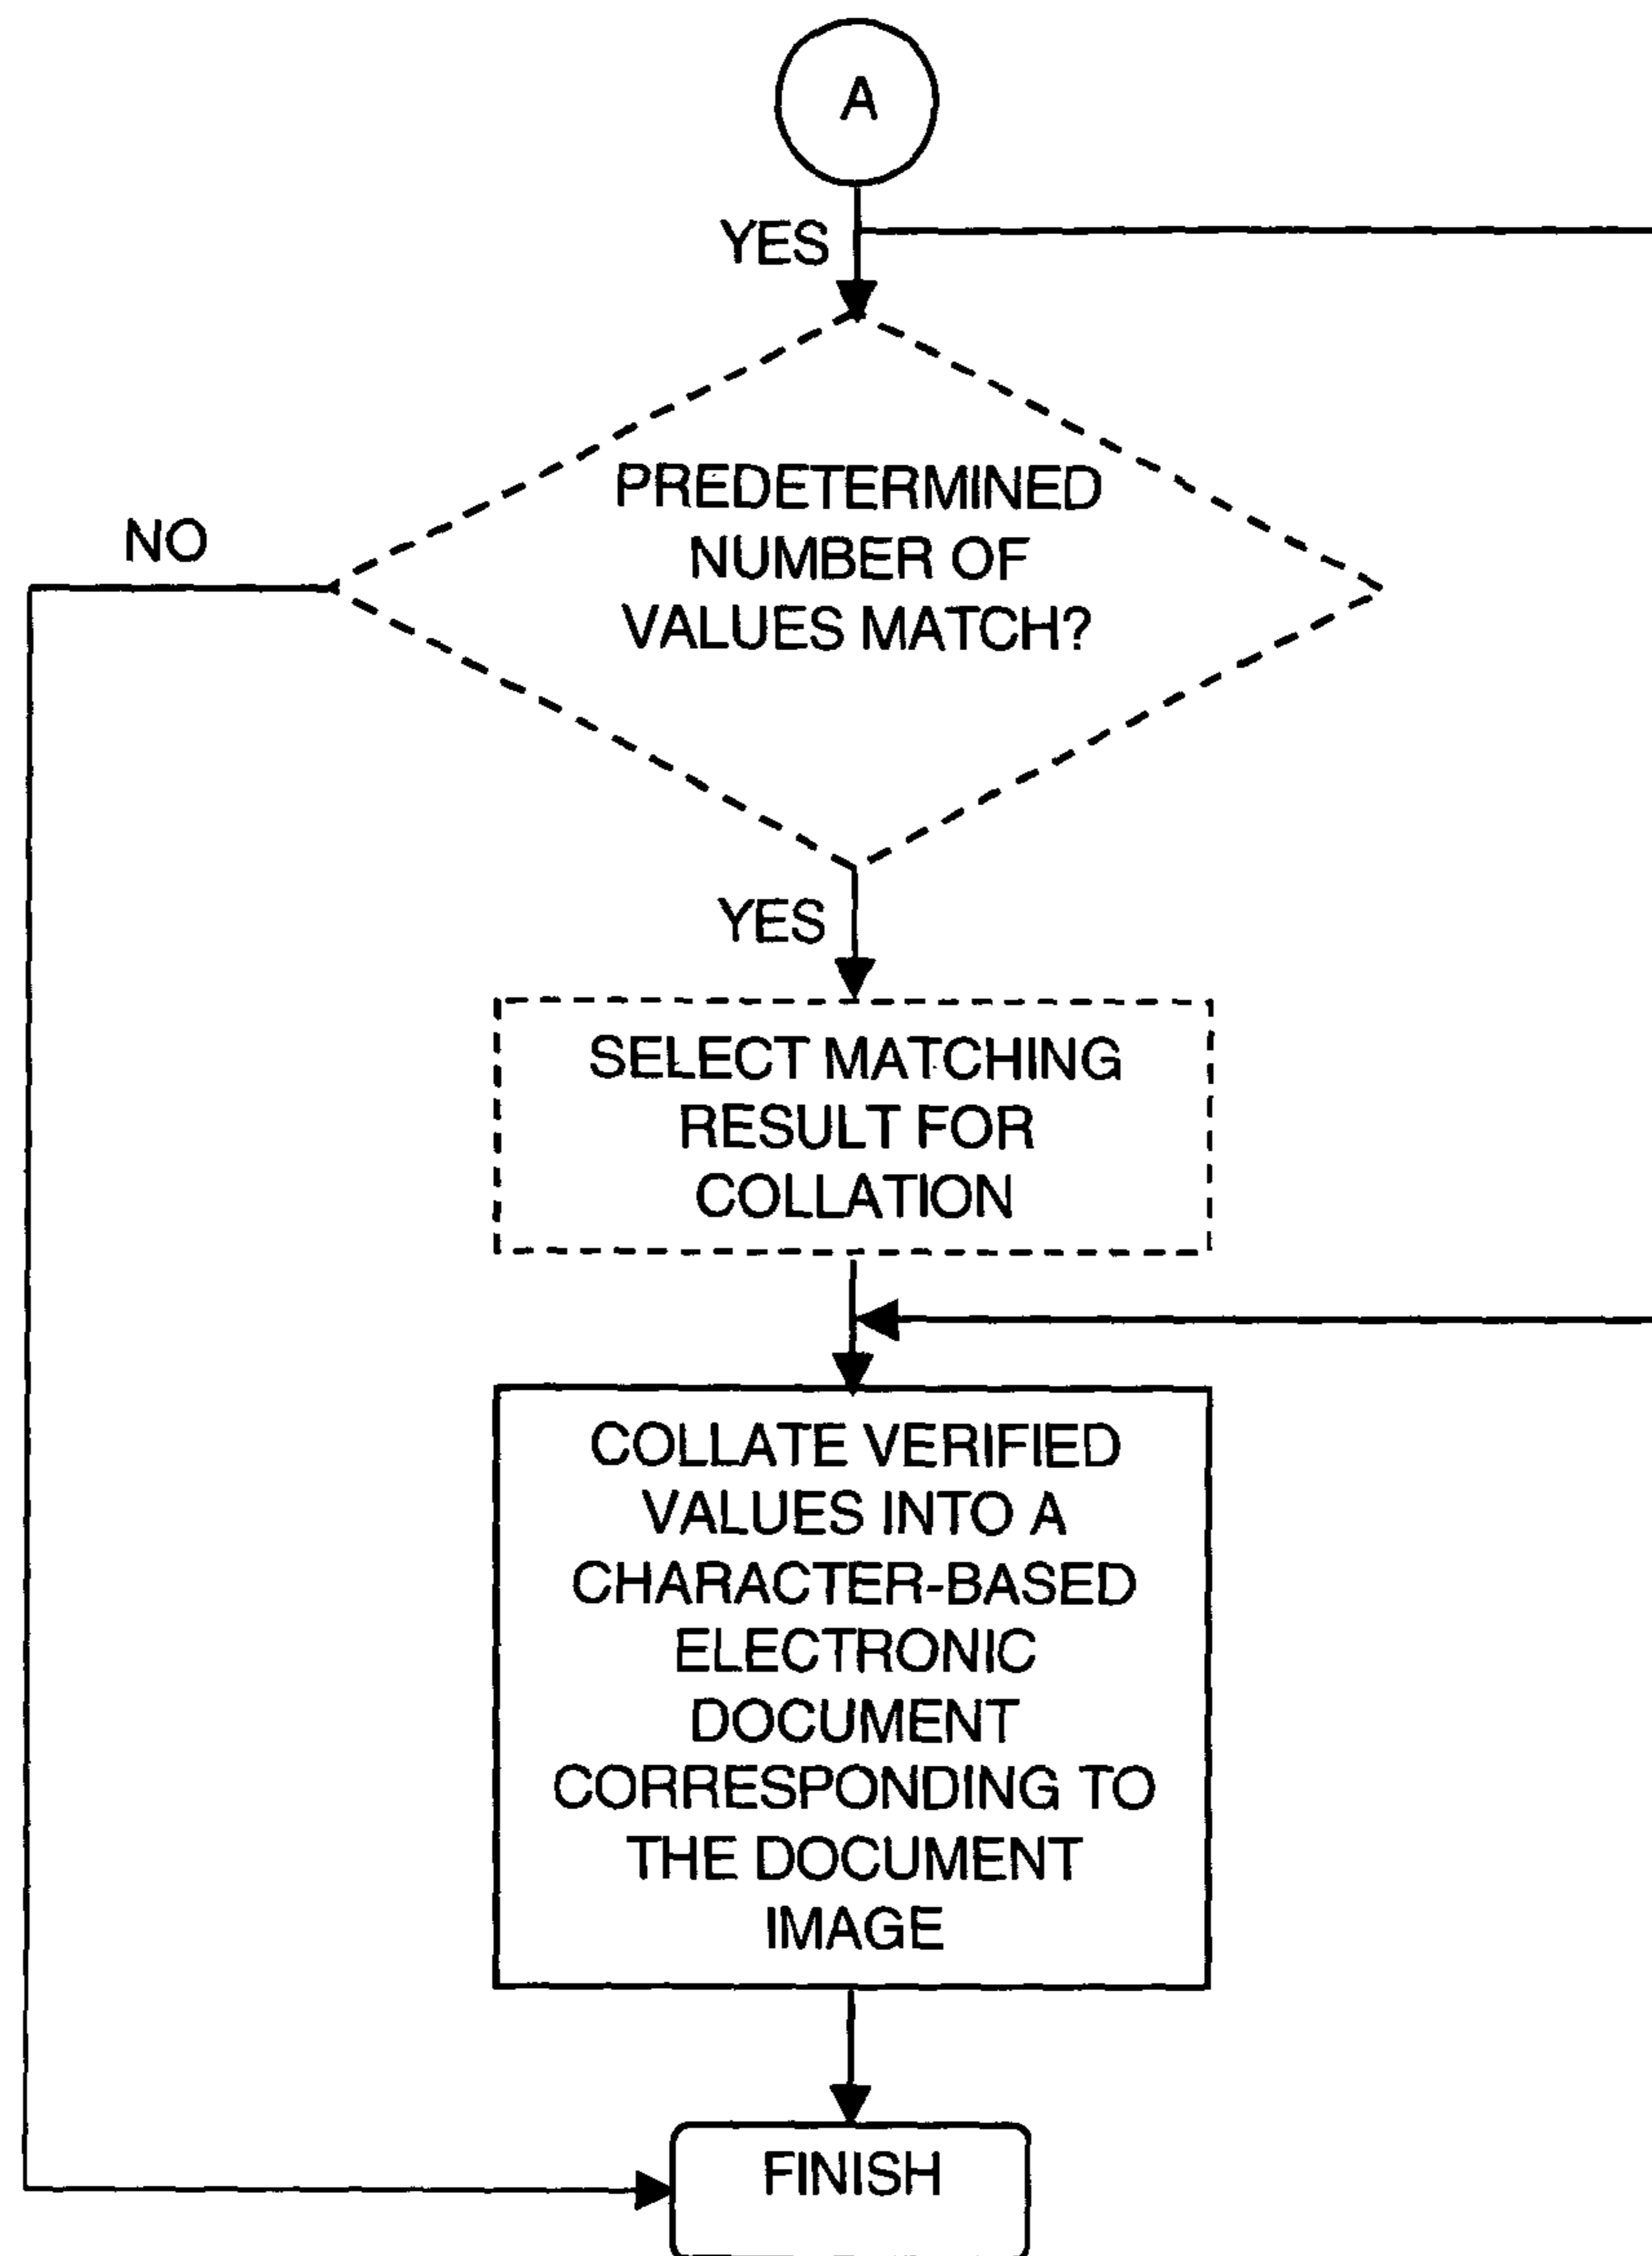 A
YES
PREDETERMINED
NUMBER OF
VALUES MATCH?
NO
YES
SELECT MATCHING
RESULT FOR
COLLATION
COLLATE VERIFIED
VALUES INTO A
CHARACTER-BASED
ELECTRONIC
DOCUMENT
CORRESPONDING TO
THE DOCUMENT
IMAGE
FINISH